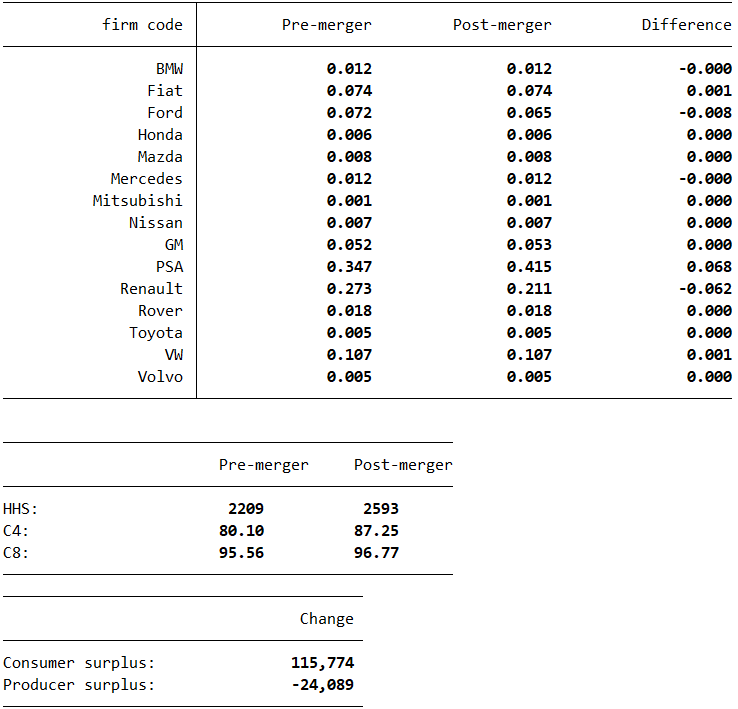 firm code Pre-merger Post-merger Difference
BMW 0.012 0.012 -0.000
Fiat 0.074 0.074 0.001
Ford 0.072 0.065 -0.008
Honda 0.006 0.006 0.000
Mazda 0.008 0.008 0.000
Mercedes 0.012 0.012 -0.000
Mitsubishi 0.001 0.001 0.000
Nissan 0.007 0.007 0.000
GM 0.052 0.053 0.000
PSA 0.347 0.415 0.068
Renault 0.273 0.211 -0.062
Rover 0.018 0.018 0.000
Toyota 0.005 0.005 0.000
VW 0.107 0.107 0.001
Volvo 0.005 0.005 0.000
Pre-merger Post-merger
HHS: 2209 2593
C4: 80.10 87.25
C8: 95.56 96.77
Change
Consumer surplus: 115,774
Producer surplus: -24,089